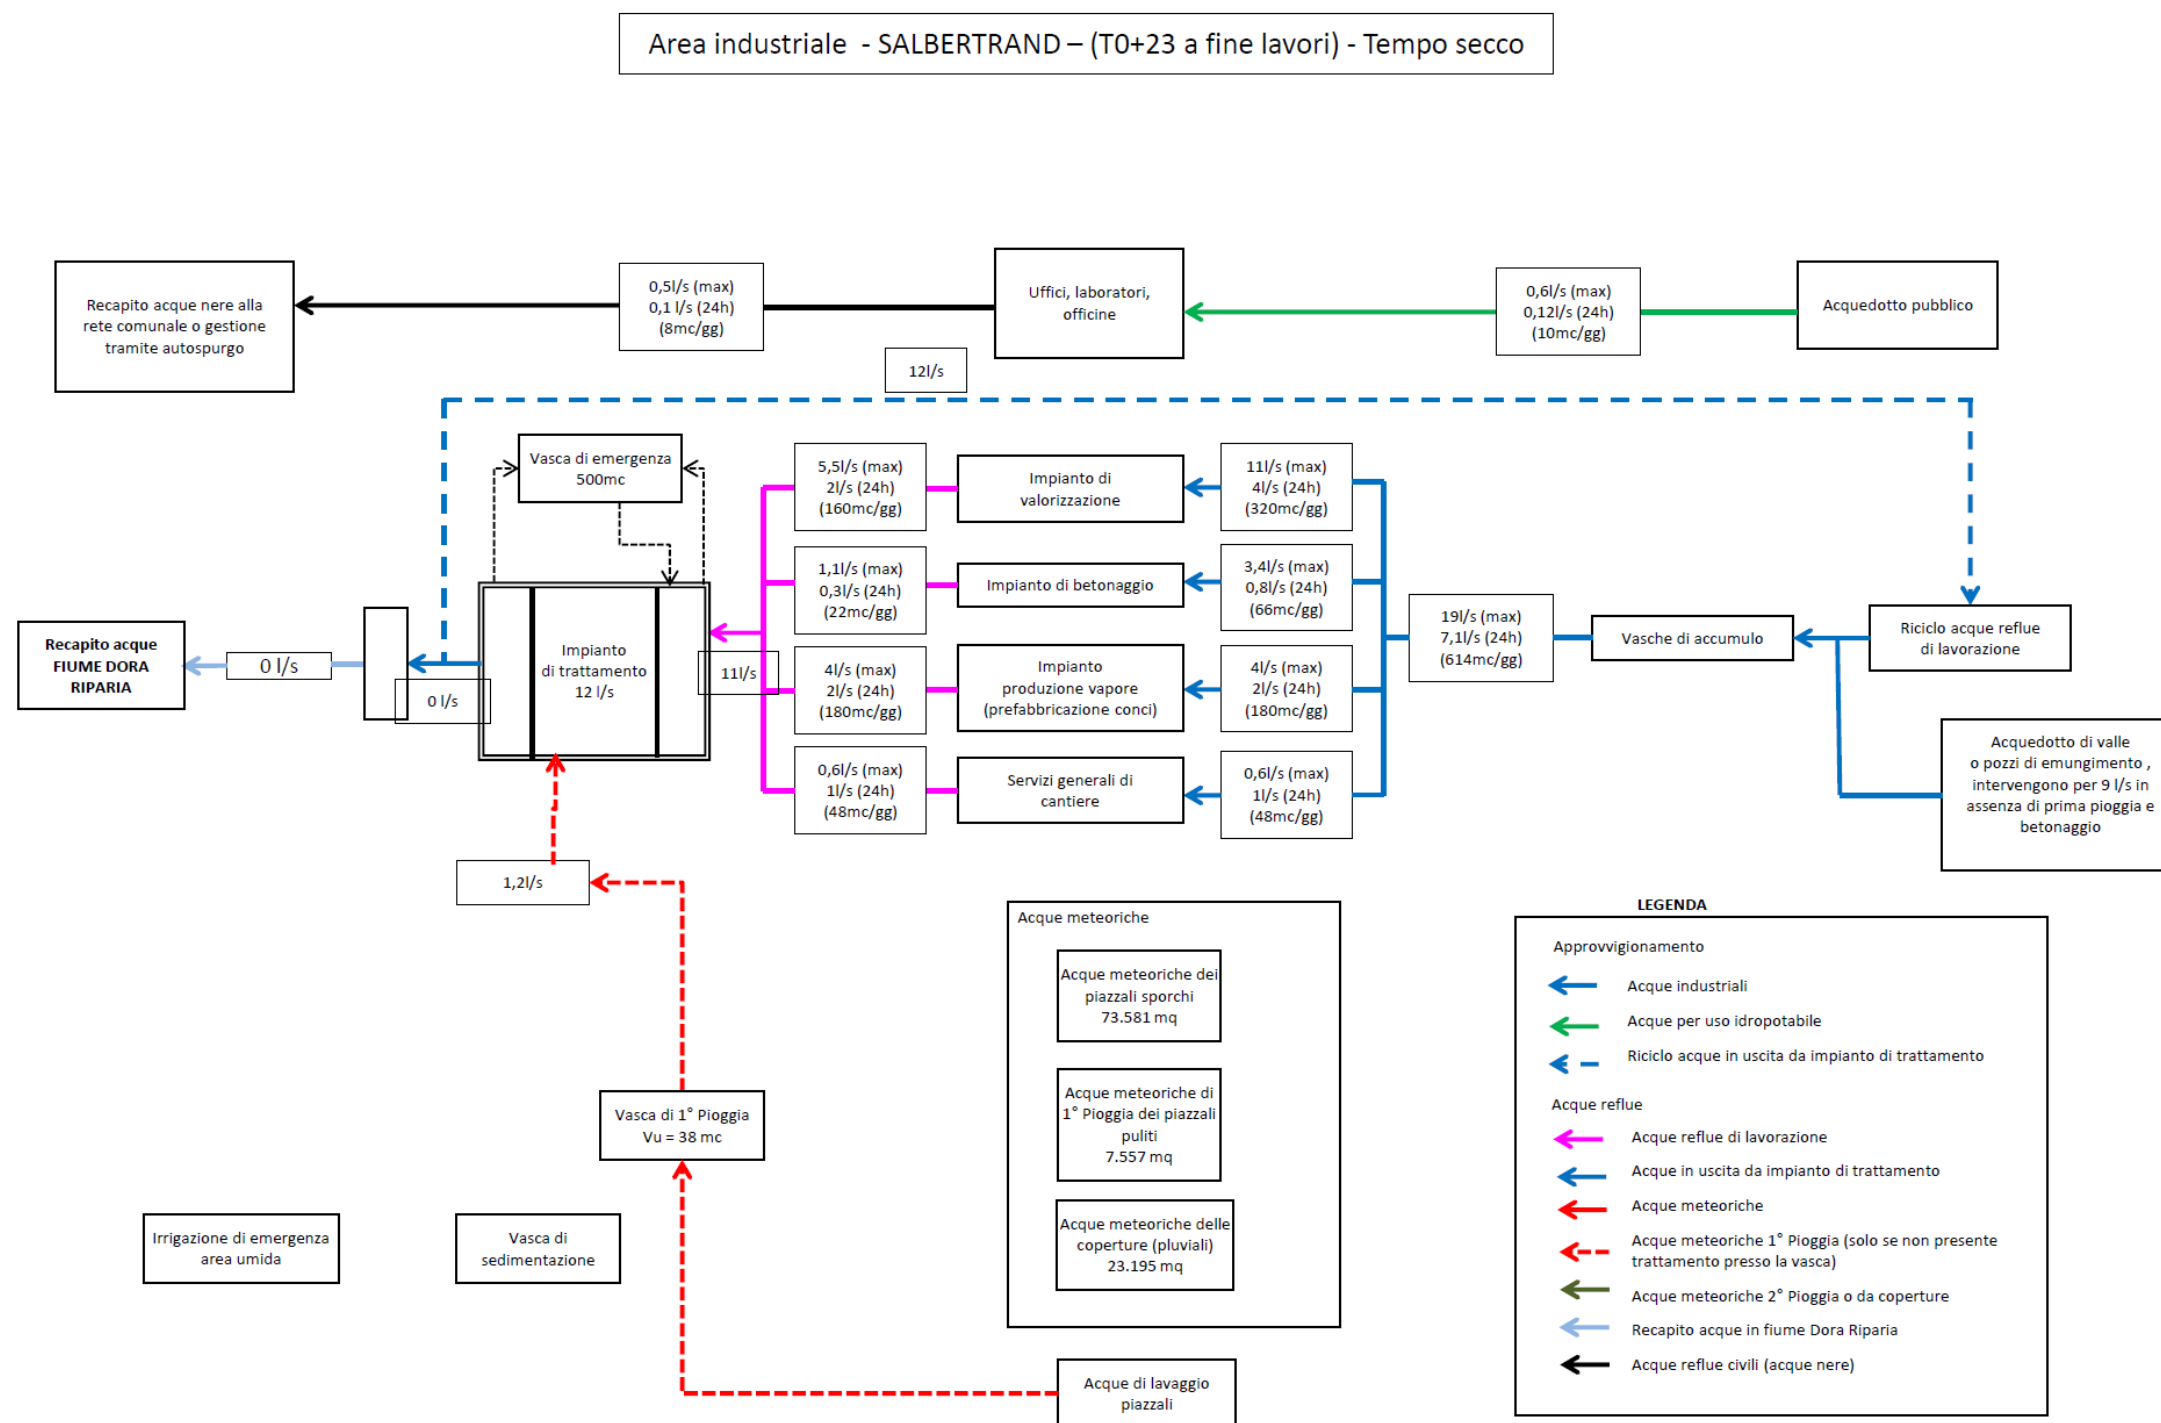 Area industriale - SALBERTRAND – (T0+23 a fine lavori) - Tempo secco
Recapito acque nere alla
rete comunale o gestione
tramite autospurgo
0,5l/s (max)
0,1 l/s (24h)
(8mc/gg)
Uffici, laboratori,
officine
0,6l/s (max)
0,12l/s (24h)
(10mc/gg)
Acquedotto pubblico
12l/s
Vasca di emergenza
500mc
5,5l/s (max)
2l/s (24h)
(160mc/gg)
Impianto di
valorizzazione
11l/s (max)
4l/s (24h)
(320mc/gg)
1,1l/s (max)
0,3l/s (24h)
(22mc/gg)
Impianto di betonaggio
3,4l/s (max)
0,8l/s (24h)
(66mc/gg)
Recapito acque
FIUME DORA
RIPARIA
0 l/s
0 l/s
Impianto
di trattamento
12 l/s
11l/s
4l/s (max)
2l/s (24h)
(180mc/gg)
Impianto
produzione vapore
(prefabbricazione conci)
4l/s (max)
2l/s (24h)
(180mc/gg)
19l/s (max)
7,1l/s (24h)
(614mc/gg)
Vasche di accumulo
Riciclo acque reflue
di lavorazione
0,6l/s (max)
1l/s (24h)
(48mc/gg)
Servizi generali di
cantiere
0,6l/s (max)
1l/s (24h)
(48mc/gg)
Acquedotto di valle
o pozzi di emungimento ,
intervengono per 9 l/s in
assenza di prima pioggia e
betonaggio
1,2l/s
Vasca di 1° Pioggia
Vu = 38 mc
Irrigazione di emergenza
area umida
Vasca di
sedimentazione
Acque meteoriche
Acque meteoriche dei
piazzali sporchi
73.581 mq
Acque meteoriche di
1° Pioggia dei piazzali
puliti
7.557 mq
Acque meteoriche delle
coperture (pluviali)
23.195 mq
Acque di lavaggio
piazzali
LEGENDA
Approvvigionamento
Acque industriali
Acque per uso idropotabile
Riciclo acque in uscita da impianto di trattamento
Acque reflue
Acque reflue di lavorazione
Acque in uscita da impianto di trattamento
Acque meteoriche
Acque meteoriche 1° Pioggia (solo se non presente
trattamento presso la vasca)
Acque meteoriche 2° Pioggia o da coperture
Recapito acque in fiume Dora Riparia
Acque reflue civili (acque nere)